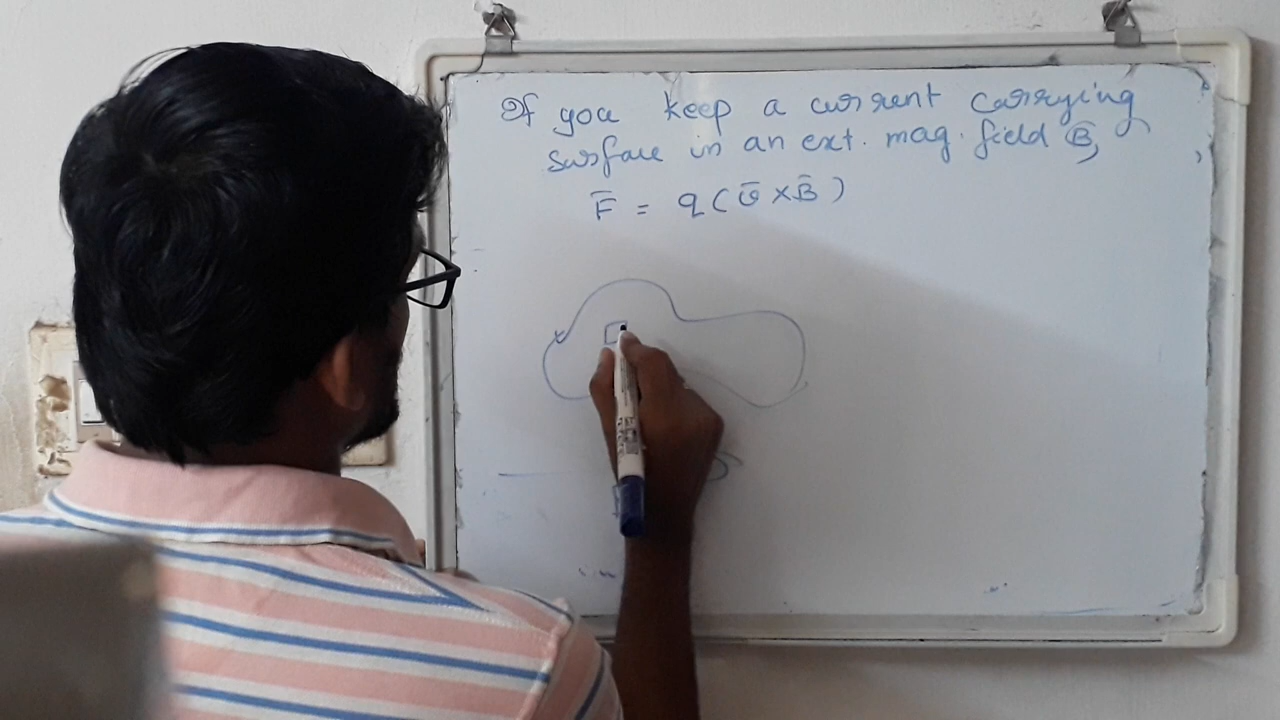 If you keep a current carrying
surface in an ext. mag. field B̄,
F̄ = q(v̄ × B̄)